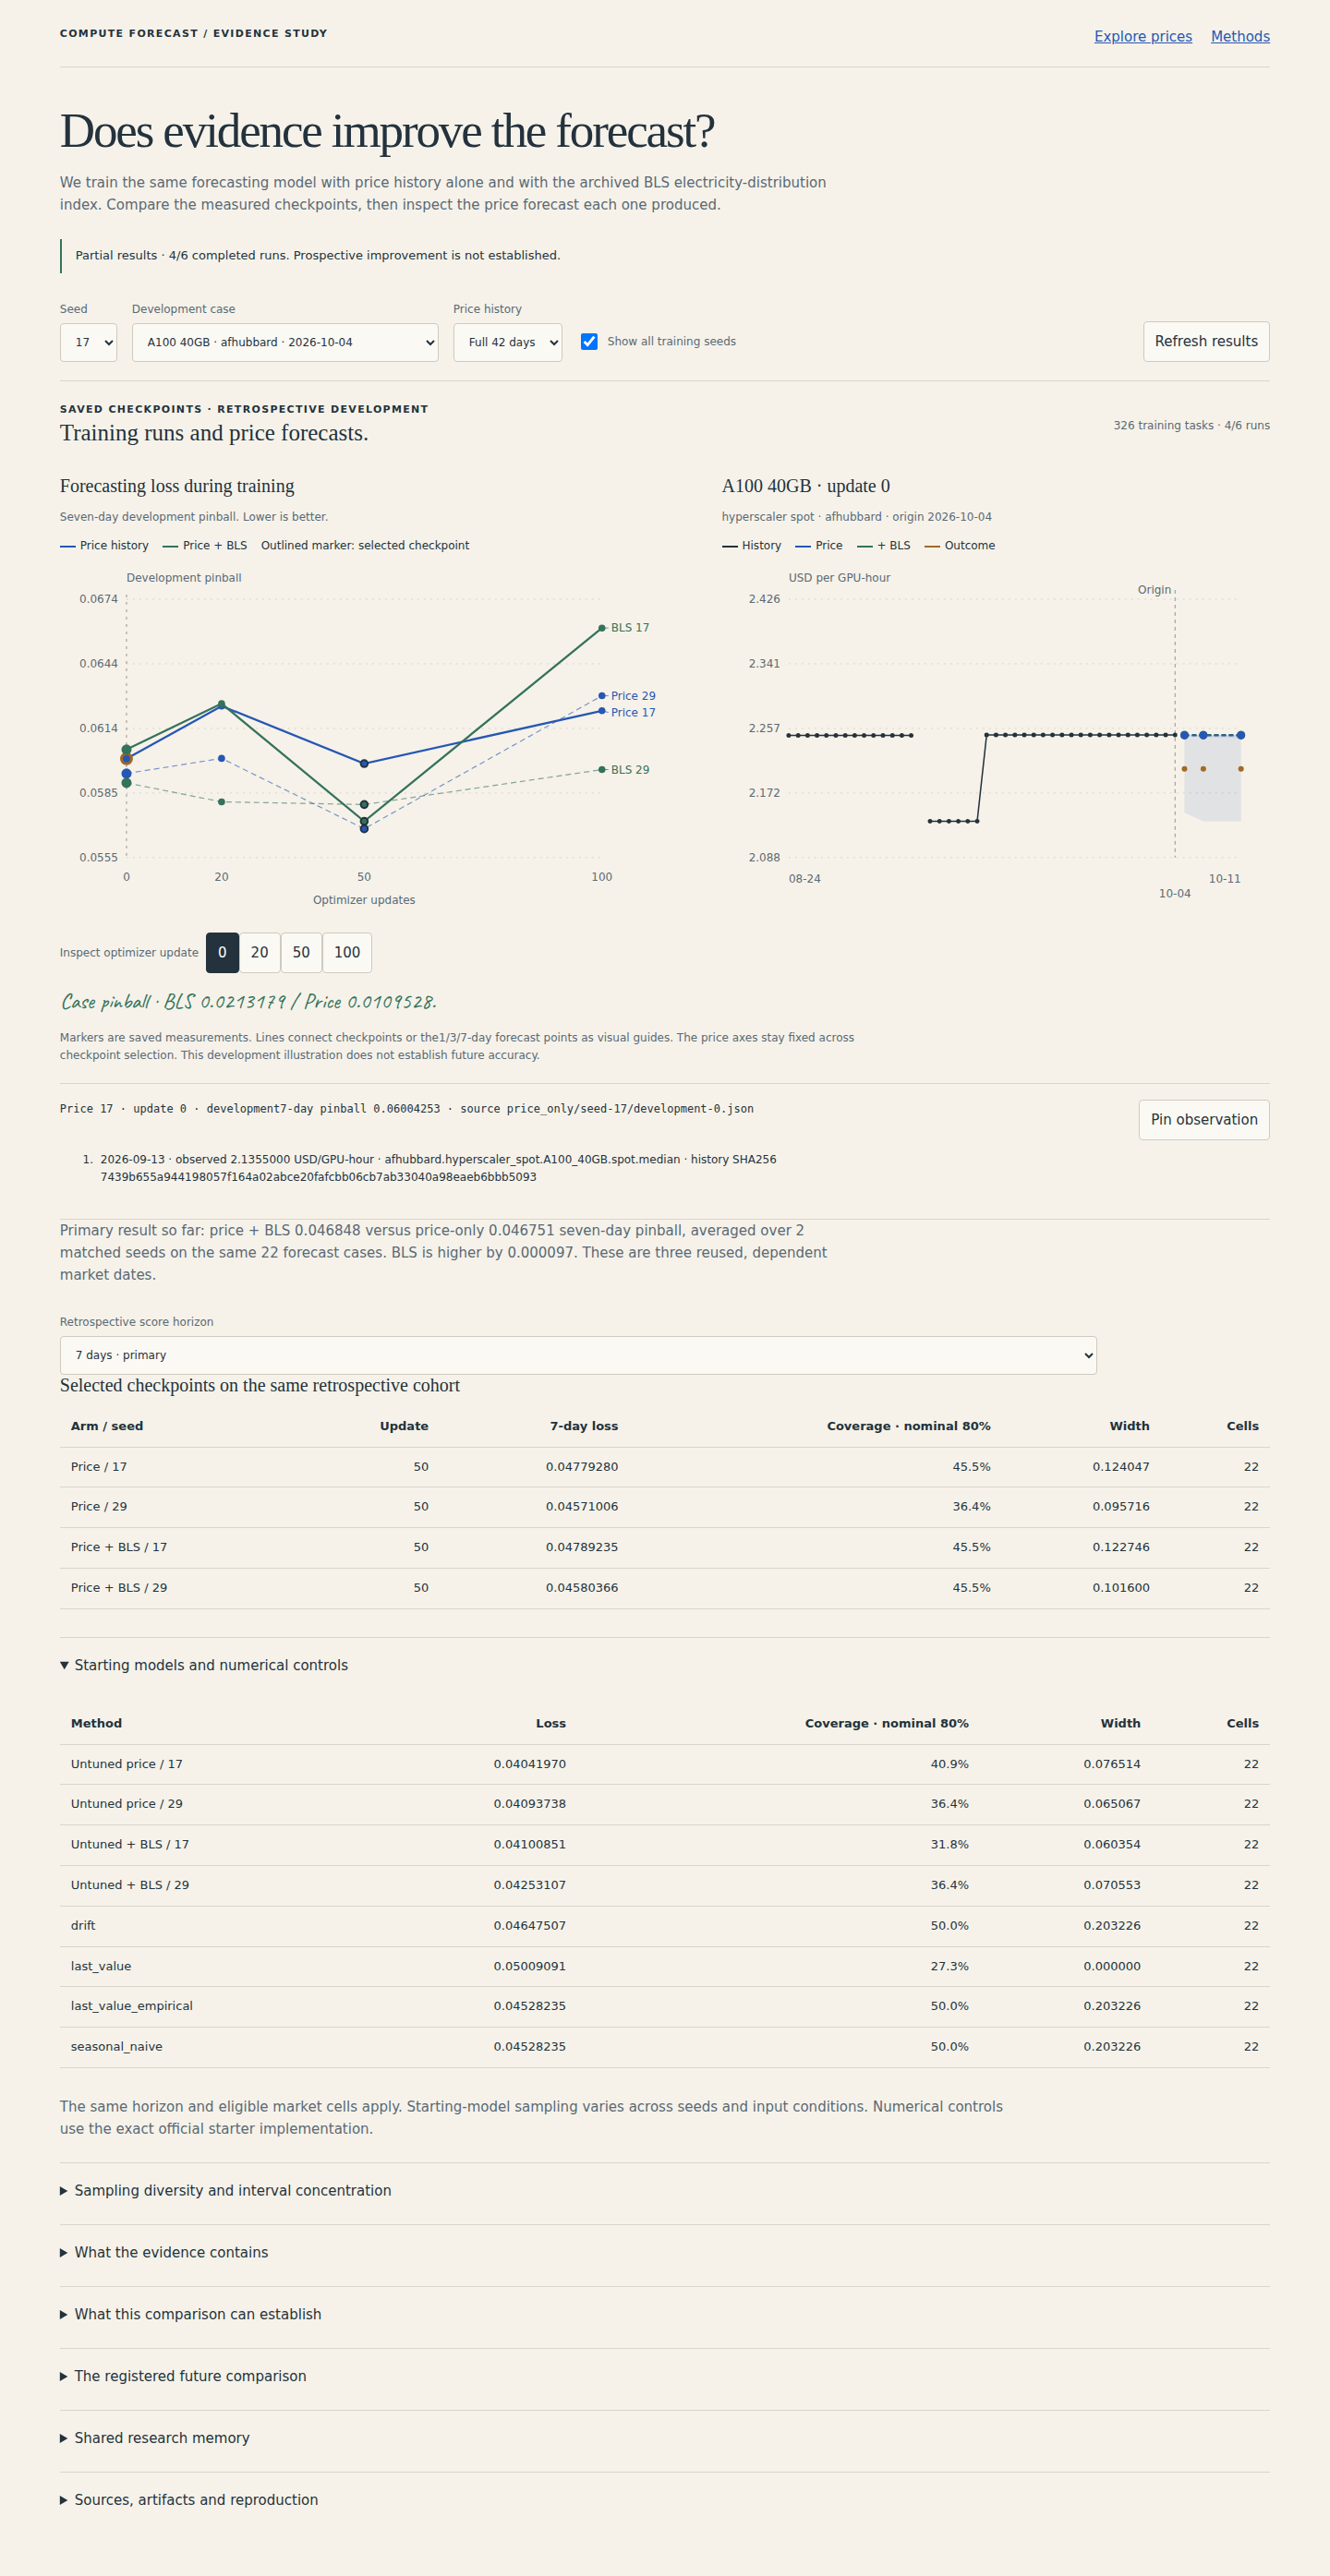 COMPUTE FORECAST / EVIDENCE STUDY
Explore prices Methods
Does evidence improve the forecast?
We train the same forecasting model with price history alone and with the archived BLS electricity-distribution
index. Compare the measured checkpoints, then inspect the price forecast each one produced.
Partial results · 4/6 completed runs. Prospective improvement is not established.
Seed Development case Price history
17 A100 40GB · afhubbard · 2026-10-04 Full 42 days Show all training seeds Refresh results
SAVED CHECKPOINTS · RETROSPECTIVE DEVELOPMENT
Training runs and price forecasts.
326 training tasks · 4/6 runs
Forecasting loss during training
Seven-day development pinball. Lower is better.
Price history Price + BLS Outlined marker: selected checkpoint
Development pinball
0.0674
0.0644
0.0614
0.0585
0.0555
BLS 17
Price 29
Price 17
BLS 29
0 20 50 100
Optimizer updates
A100 40GB · update 0
hyperscaler spot · afhubbard · origin 2026-10-04
History Price + BLS Outcome
USD per GPU-hour
Origin
2.426
2.341
2.257
2.172
2.088
08-24 10-11
10-04
Inspect optimizer update 0 20 50 100
Case pinball · BLS 0.0213179 / Price 0.0109528.
Markers are saved measurements. Lines connect checkpoints or the1/3/7-day forecast points as visual guides. The price axes stay fixed across
checkpoint selection. This development illustration does not establish future accuracy.
Price 17 · update 0 · development7-day pinball 0.06004253 · source price_only/seed-17/development-0.json
Pin observation
1. 2026-09-13 · observed 2.1355000 USD/GPU-hour · afhubbard.hyperscaler_spot.A100_40GB.spot.median · history SHA256
7439b655a944198057f164a02abce20fafcbb06cb7ab33040a98eaeb6bbb5093
Primary result so far: price + BLS 0.046848 versus price-only 0.046751 seven-day pinball, averaged over 2
matched seeds on the same 22 forecast cases. BLS is higher by 0.000097. These are three reused, dependent
market dates.
Retrospective score horizon
7 days · primary
Selected checkpoints on the same retrospective cohort
Arm / seed Update 7-day loss Coverage · nominal 80% Width Cells
Price / 17 50 0.04779280 45.5% 0.124047 22
Price / 29 50 0.04571006 36.4% 0.095716 22
Price + BLS / 17 50 0.04789235 45.5% 0.122746 22
Price + BLS / 29 50 0.04580366 45.5% 0.101600 22
Starting models and numerical controls
Method Loss Coverage · nominal 80% Width Cells
Untuned price / 17 0.04041970 40.9% 0.076514 22
Untuned price / 29 0.04093738 36.4% 0.065067 22
Untuned + BLS / 17 0.04100851 31.8% 0.060354 22
Untuned + BLS / 29 0.04253107 36.4% 0.070553 22
drift 0.04647507 50.0% 0.203226 22
last_value 0.05009091 27.3% 0.000000 22
last_value_empirical 0.04528235 50.0% 0.203226 22
seasonal_naive 0.04528235 50.0% 0.203226 22
The same horizon and eligible market cells apply. Starting-model sampling varies across seeds and input conditions. Numerical controls
use the exact official starter implementation.
Sampling diversity and interval concentration
What the evidence contains
What this comparison can establish
The registered future comparison
Shared research memory
Sources, artifacts and reproduction